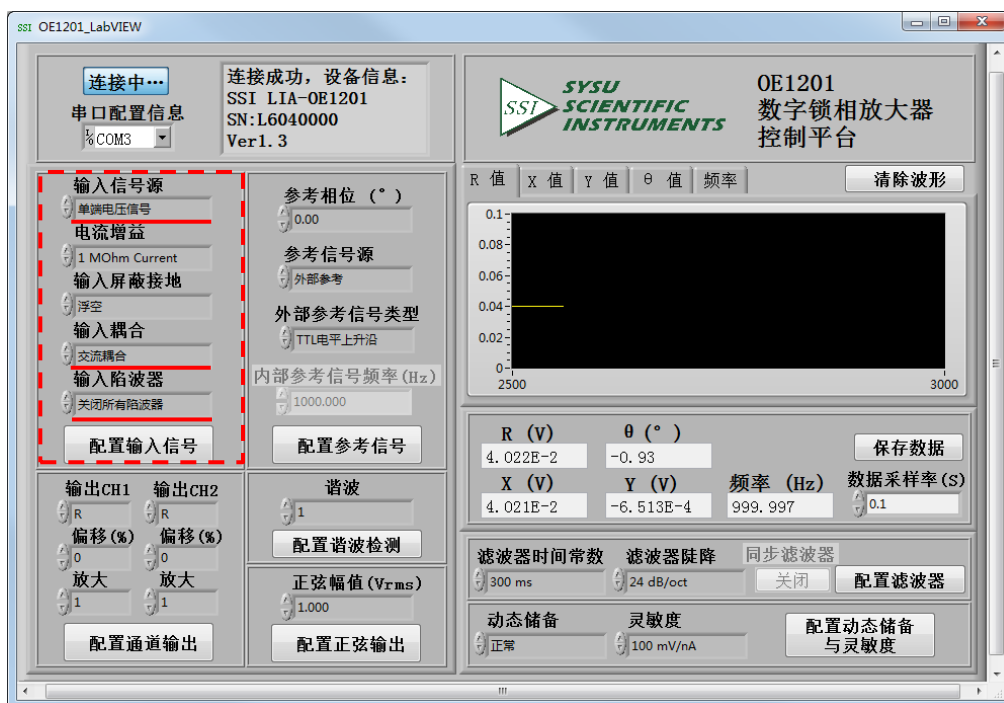 SSI OE1201_LabVIEW
连接中…
串口配置信息
COM3
连接成功，设备信息：
SSI LIA-OE1201
SN:L6040000
Ver1.3
SSI
SYSU
SCIENTIFIC
INSTRUMENTS
OE1201
数字锁相放大器
控制平台
输入信号源
单端电压信号
电流增益
1 MOhm Current
输入屏蔽接地
浮空
输入耦合
交流耦合
输入陷波器
关闭所有陷波器
配置输入信号
参考相位 (°)
0.00
参考信号源
外部参考
外部参考信号类型
TTL电平上升沿
内部参考信号频率(Hz)
1000.000
配置参考信号
R 值 X 值 Y 值 θ 值 频率
清除波形
0.1
0.08
0.06
0.04
0.02
0
2500 3000
R (V) θ (°)
4.022E-2 -0.93
X (V) Y (V) 频率 (Hz)
4.021E-2 -6.513E-4 999.997
保存数据
数据采样率(S)
0.1
输出CH1 输出CH2
R R
偏移(%) 偏移(%)
0 0
放大 放大
1 1
配置通道输出
谐波
1
配置谐波检测
正弦幅值(Vrms)
1.000
配置正弦输出
滤波器时间常数 滤波器陡降 同步滤波器
300 ms 24 dB/oct 关闭 配置滤波器
动态储备 灵敏度
正常 100 mV/nA
配置动态储备
与灵敏度